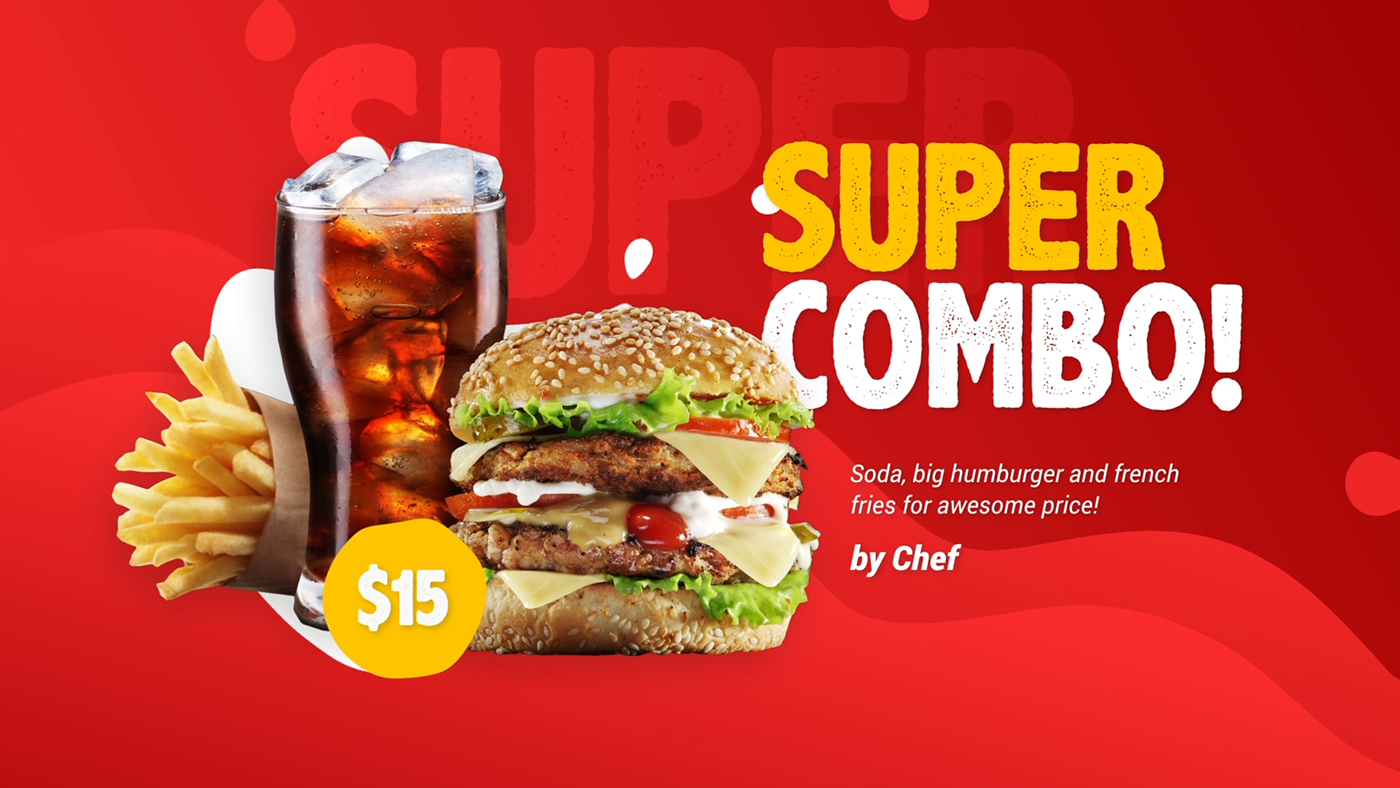 SUPER
SUPER
COMBO!
Soda, big humburger and french
fries for awesome price!
by Chef
$15